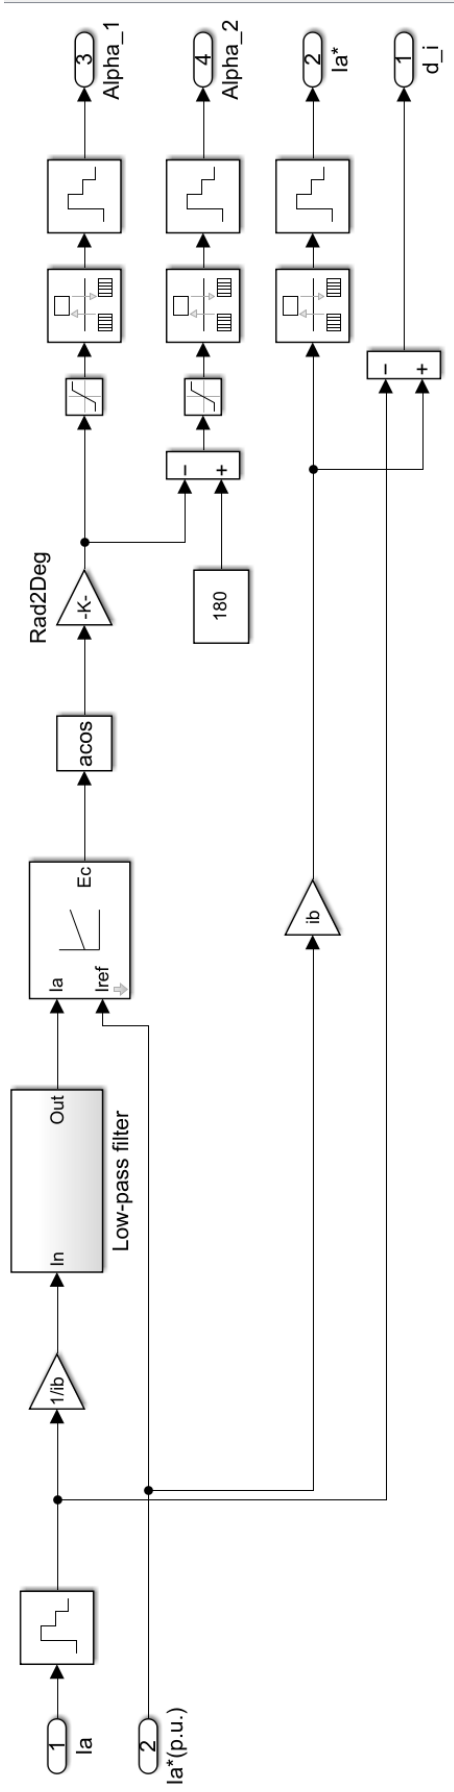 1
Ia
2
Ia*(p.u.)
1/ib
In
Out
Low-pass filter
Ia
Iref
Ec
acos
-K-
Rad2Deg
180
−
+
ib
−
+
3
Alpha_1
4
Alpha_2
2
Ia*
1
d_i